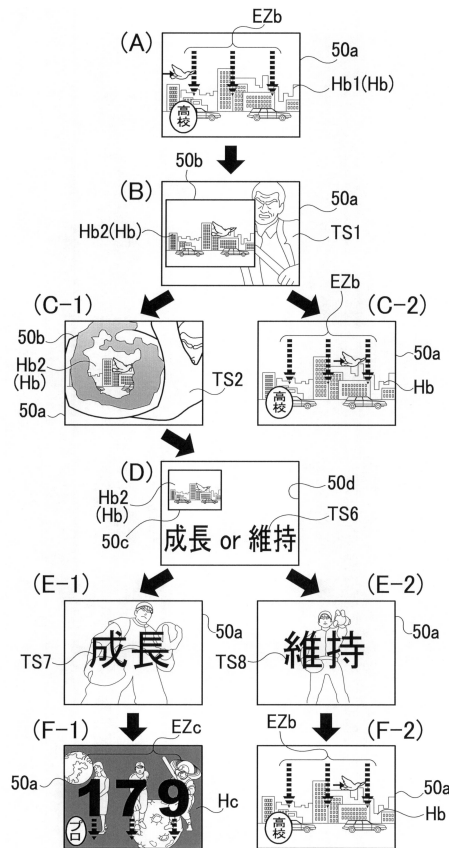 (A)
EZb
50a
Hb1(Hb)
高校
(B)
50b
50a
Hb2(Hb)
TS1
(C-1)
50b
Hb2
(Hb)
50a
TS2
(C-2)
EZb
50a
Hb
高校
(D)
Hb2
(Hb)
50c
50d
TS6
成長 or 維持
(E-1)
50a
TS7
成長
(E-2)
50a
TS8
維持
(F-1)
EZc
50a
179
Hc
プロ
(F-2)
EZb
50a
Hb
高校